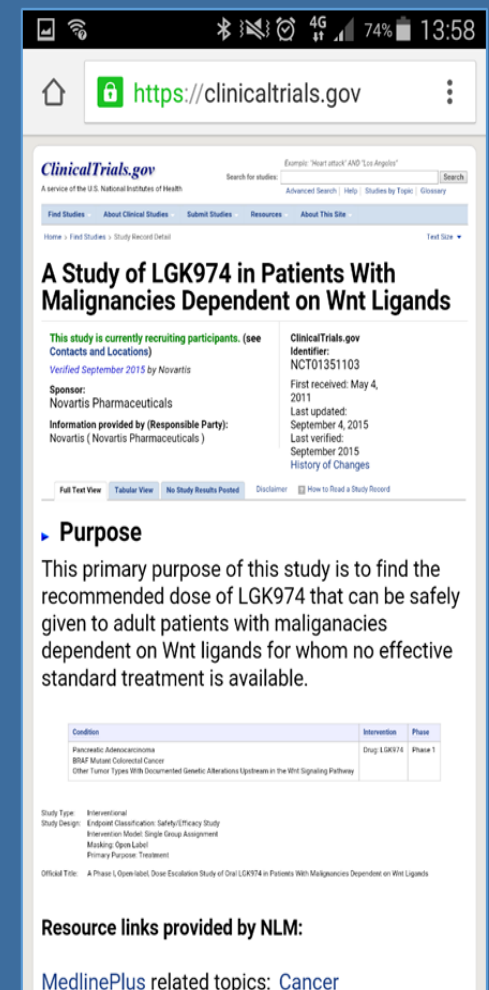 4G 74% 13:58
https://clinicaltrials.gov
ClinicalTrials.gov
A service of the U.S. National Institutes of Health
Example: "Heart attack" AND "Los Angeles"
Search for studies:
Search
Advanced Search | Help | Studies by Topic | Glossary
Find Studies About Clinical Studies Submit Studies Resources About This Site
Home > Find Studies > Study Record Detail
Text Size
A Study of LGK974 in Patients With
Malignancies Dependent on Wnt Ligands
This study is currently recruiting participants. (see
Contacts and Locations)
Verified September 2015 by Novartis
Sponsor:
Novartis Pharmaceuticals
Information provided by (Responsible Party):
Novartis ( Novartis Pharmaceuticals )
ClinicalTrials.gov
Identifier:
NCT01351103
First received: May 4,
2011
Last updated:
September 4, 2015
Last verified:
September 2015
History of Changes
Full Text View Tabular View No Study Results Posted Disclaimer ? How to Read a Study Record
Purpose
This primary purpose of this study is to find the
recommended dose of LGK974 that can be safely
given to adult patients with maliganacies
dependent on Wnt ligands for whom no effective
standard treatment is available.
Condition Intervention Phase
Pancreatic Adenocarcinoma Drug: LGK974 Phase 1
BRAF Mutant Colorectal Cancer
Other Tumor Types With Documented Genetic Alterations Upstream in the Wnt Signaling Pathway
Study Type: Interventional
Study Design: Endpoint Classification: Safety/Efficacy Study
Intervention Model: Single Group Assignment
Masking: Open Label
Primary Purpose: Treatment
Official Title: A Phase I, Open-label, Dose Escalation Study of Oral LGK974 in Patients With Malignancies Dependent on Wnt Ligands
Resource links provided by NLM:
MedlinePlus related topics: Cancer